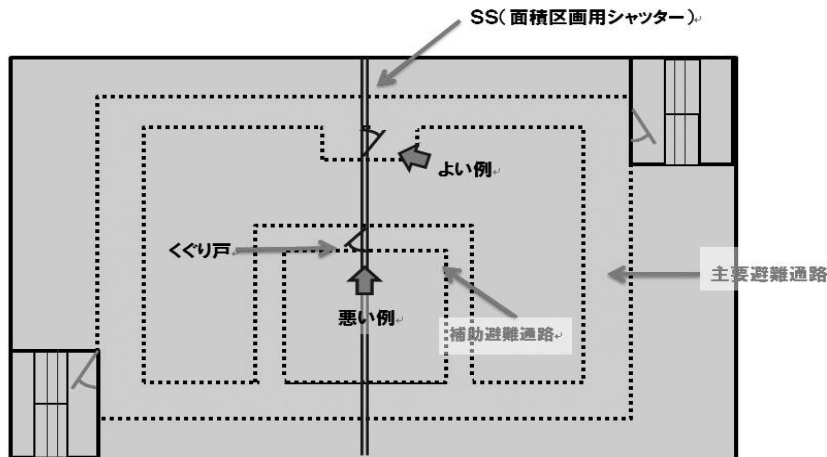 SS(面積区画用シャッター)
よい例
くぐり戸
主要避難通路
悪い例
補助避難通路